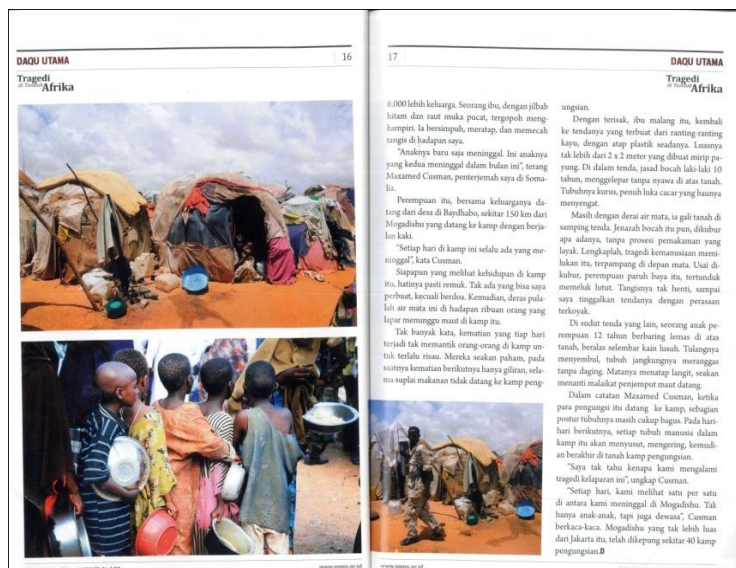 DAQU UTAMA
16
Tragedi
di Tanduk Afrika
17
DAQU UTAMA
Tragedi
di Tanduk Afrika
6.000 lebih keluarga. Seorang ibu, dengan jilbab
hitam dan raut muka pucat, tergopoh meng-
hampiri. Ia bersimpuh, meratap, dan memecah
tangis di hadapan saya.
"Anaknya baru saja meninggal. Ini anaknya
yang kedua meninggal dalam bulan ini", terang
Maxamed Cusman, penterjemah saya di Soma-
lia.
Perempuan itu, bersama keluarganya da-
tang dari desa di Baydhabo, sekitar 150 km dari
Mogadishu yang datang ke kamp dengan berja-
lan kaki.
"Setiap hari di kamp ini selalu ada yang me-
ninggal", kata Cusman.
Siapapun yang melihat kehidupan di kamp
itu, hatinya pasti remuk. Tak ada yang bisa saya
perbuat, kecuali berdoa. Kemudian, deras pula-
lah air mata ini di hadapan ribuan orang yang
lapar menunggu maut di kamp itu.
Tak banyak kata, kematian yang tiap hari
terjadi tak memantik orang-orang di kamp un-
tuk terlalu risau. Mereka seakan paham, pada
saatnya kematian berikutnya hanya giliran, sela-
ma suplai makanan tidak datang ke kamp peng-
ungsian.
Dengan terisak, ibu malang itu, kembali
ke tendanya yang terbuat dari ranting-ranting
kayu, dengan atap plastik seadanya. Luasnya
tak lebih dari 2 x 2 meter yang dibuat mirip pa-
yung. Di dalam tenda, jasad bocah laki-laki 10
tahun, menggelepar tanpa nyawa di atas tanah.
Tubuhnya kurus, penuh luka cacar yang baunya
menyengat.
Masih dengan derai air mata, ia gali tanah di
samping tenda. Jenazah bocah itu pun, dikubur
apa adanya, tanpa prosesi pemakaman yang
layak. Lengkaplah, tragedi kemanusiaan memi-
lukan itu, terpampang di depan mata. Usai di-
kubur, perempuan paruh baya itu, tertunduk
memeluk lutut. Tangisnya tak henti, sampai
saya tinggalkan tendanya dengan perasaan
terkoyak.
Di sudut tenda yang lain, seorang anak pe-
rempuan 12 tahun berbaring lemas di atas
tanah, beralas selembar kain lusuh. Tulangnya
menyembul, tubuh jangkungnya meranggas
tanpa daging. Matanya menatap langit, seakan
menanti malaikat penjemput maut datang.
Dalam catatan Maxamed Cusman, ketika
para pengungsi itu datang ke kamp, sebagian
postur tubuhnya masih cukup bagus. Pada hari-
hari berikutnya, setiap tubuh manusia dalam
kamp itu akan menyusut, mengering, kemudi-
an berakhir di tanah kamp pengungsian.
"Saya tak tahu kenapa kami mengalami
tragedi kelaparan ini", ungkap Cusman.
"Setiap hari, kami melihat satu per satu
di antara kami meninggal di Mogadishu. Tak
hanya anak-anak, tapi juga dewasa", Cusman
berkaca-kaca. Mogadishu yang tak lebih luas
dari Jakarta itu, telah dikepung sekitar 40 kamp
pengungsian.D